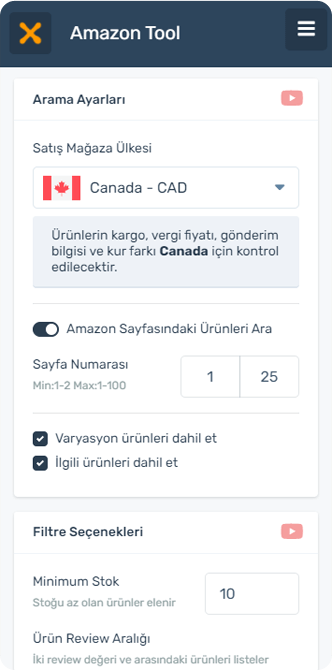 Amazon Tool
Arama Ayarları
Satış Mağaza Ülkesi
Canada - CAD
Ürünlerin kargo, vergi fiyatı, gönderim
bilgisi ve kur farkı Canada için kontrol
edilecektir.
Amazon Sayfasındaki Ürünleri Ara
Sayfa Numarası
Min:1-2 Max:1-100
1 25
Varyasyon ürünleri dahil et
İlgili ürünleri dahil et
Filtre Seçenekleri
Minimum Stok
Stoğu az olan ürünler elenir
10
Ürün Review Aralığı
İki review değeri ve arasındaki ürünleri listeler